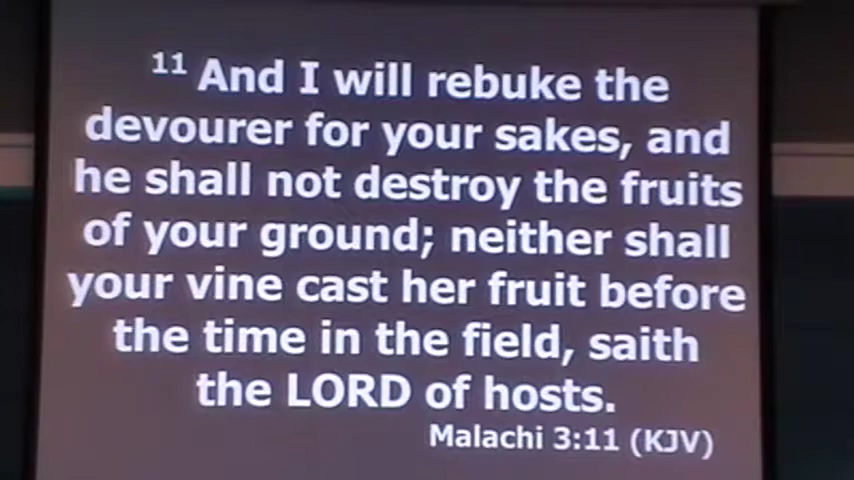 11 And I will rebuke the
devourer for your sakes, and
he shall not destroy the fruits
of your ground; neither shall
your vine cast her fruit before
the time in the field, saith
the LORD of hosts.
Malachi 3:11 (KJV)